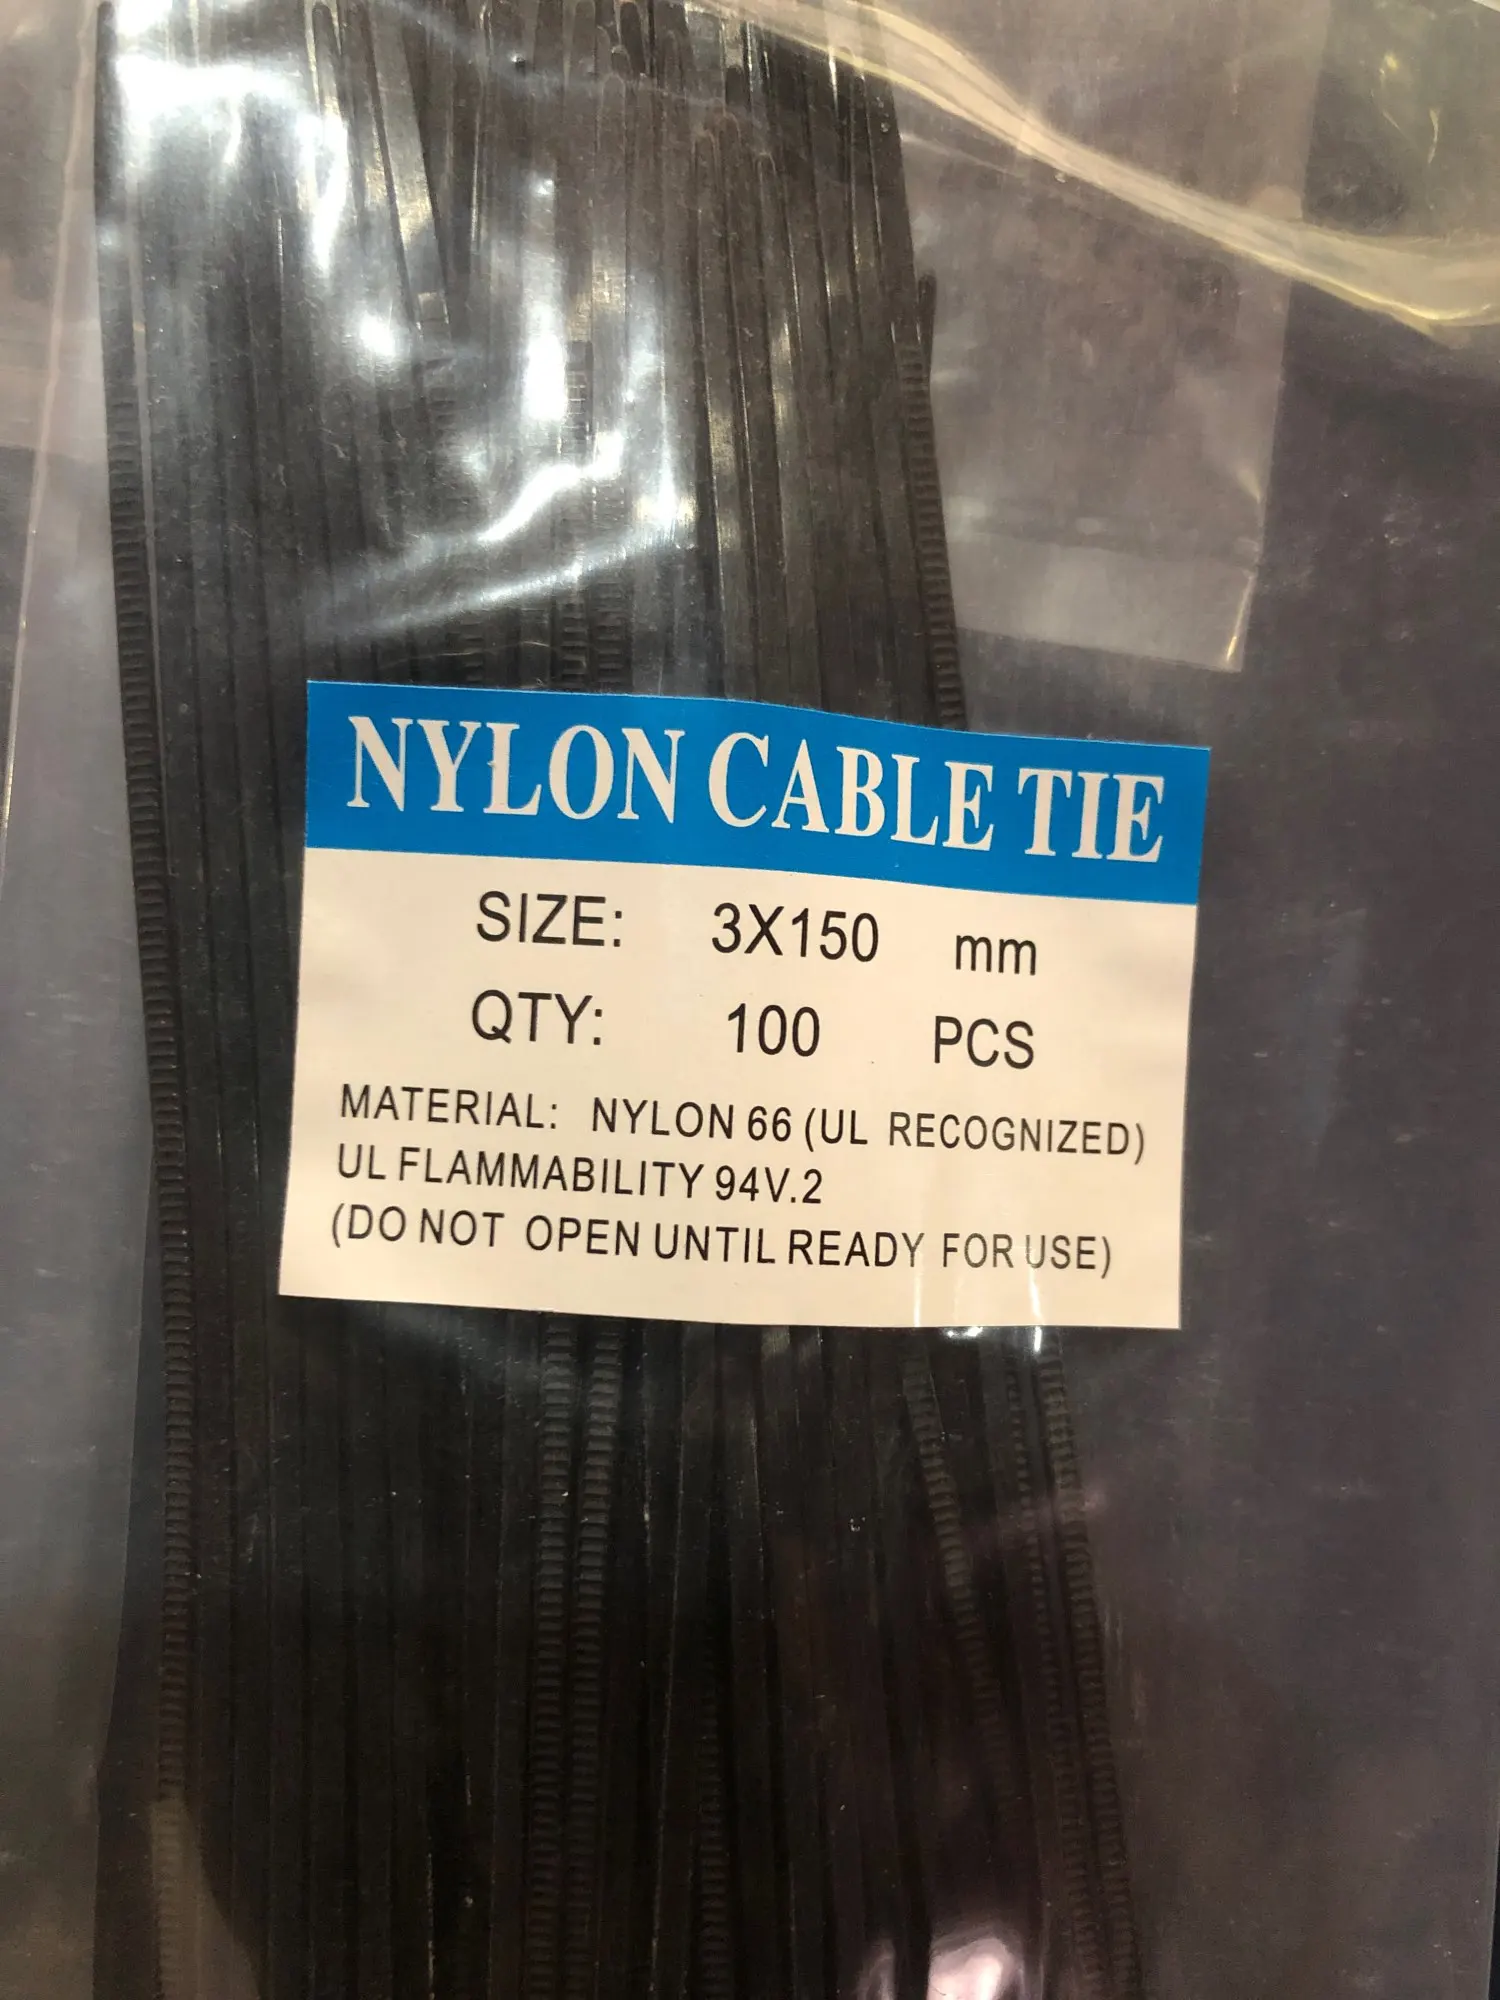 NYLON CABLE TIE
SIZE: 3X150 mm
QTY: 100 PCS
MATERIAL: NYLON 66 (UL RECOGNIZED)
UL FLAMMABILITY 94V.2
(DO NOT OPEN UNTIL READY FOR USE)